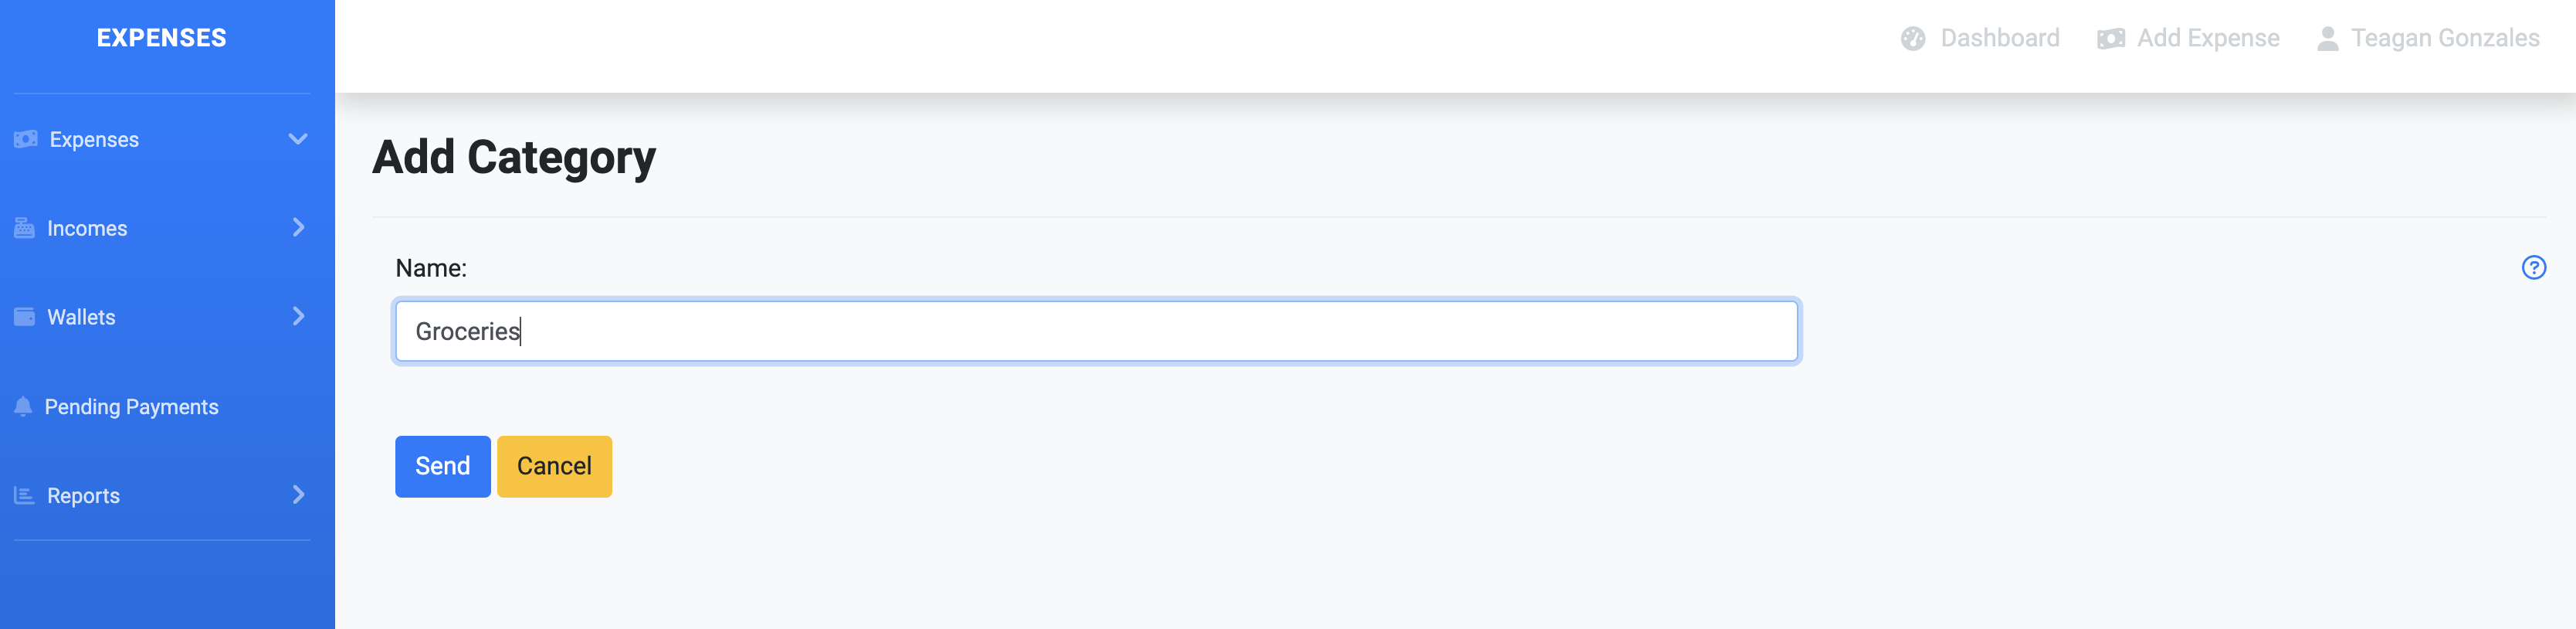 EXPENSES
Dashboard
Add Expense
Teagan Gonzales
Expenses
Incomes
Wallets
Pending Payments
Reports
Add Category
Name:
?
Groceries
Send
Cancel